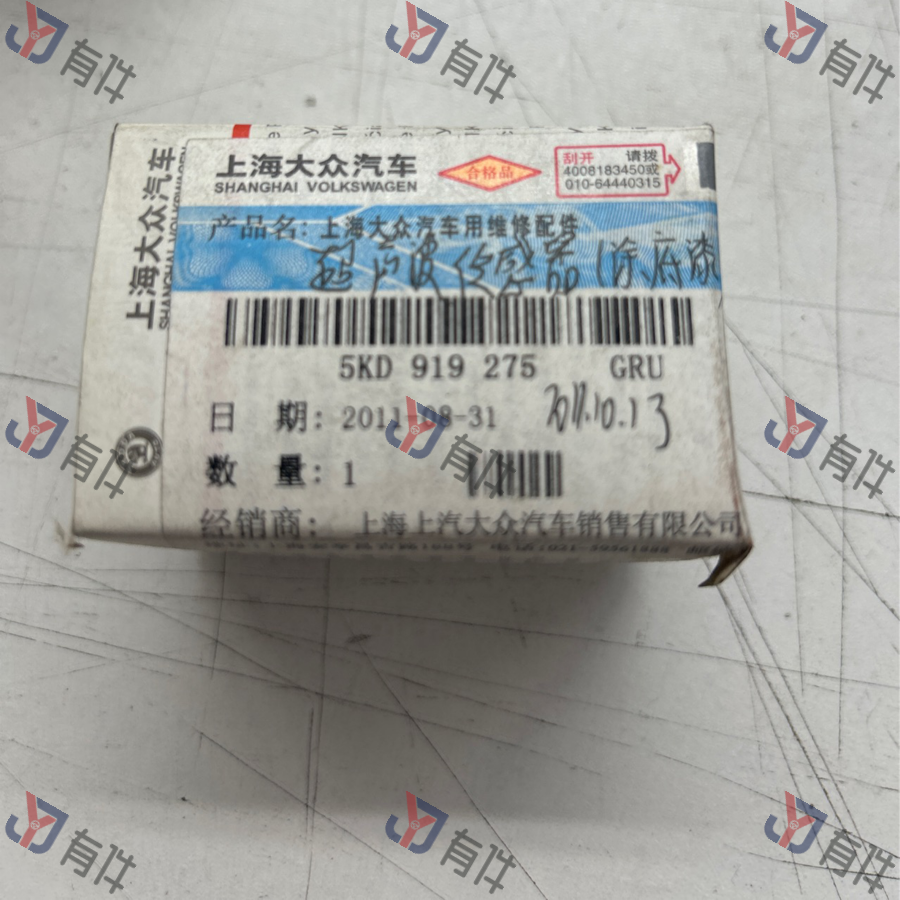 上海大众汽车
SHANGHAI VOLKSWAGEN
合格品
刮开 请拨
4008183450或
010-64440315
产品名: 上海大众汽车用维修配件
超声波传感器(涂底漆
5KD 919 275 GRU
日 期: 2011-08-31
2011.10.13
数 量: 1
经销商: 上海上汽大众汽车销售有限公司
上海大众汽车
SHANGHAI VOLKSWAGEN
有件
有件
有件
有件
有件
有件
有件
有件
有件